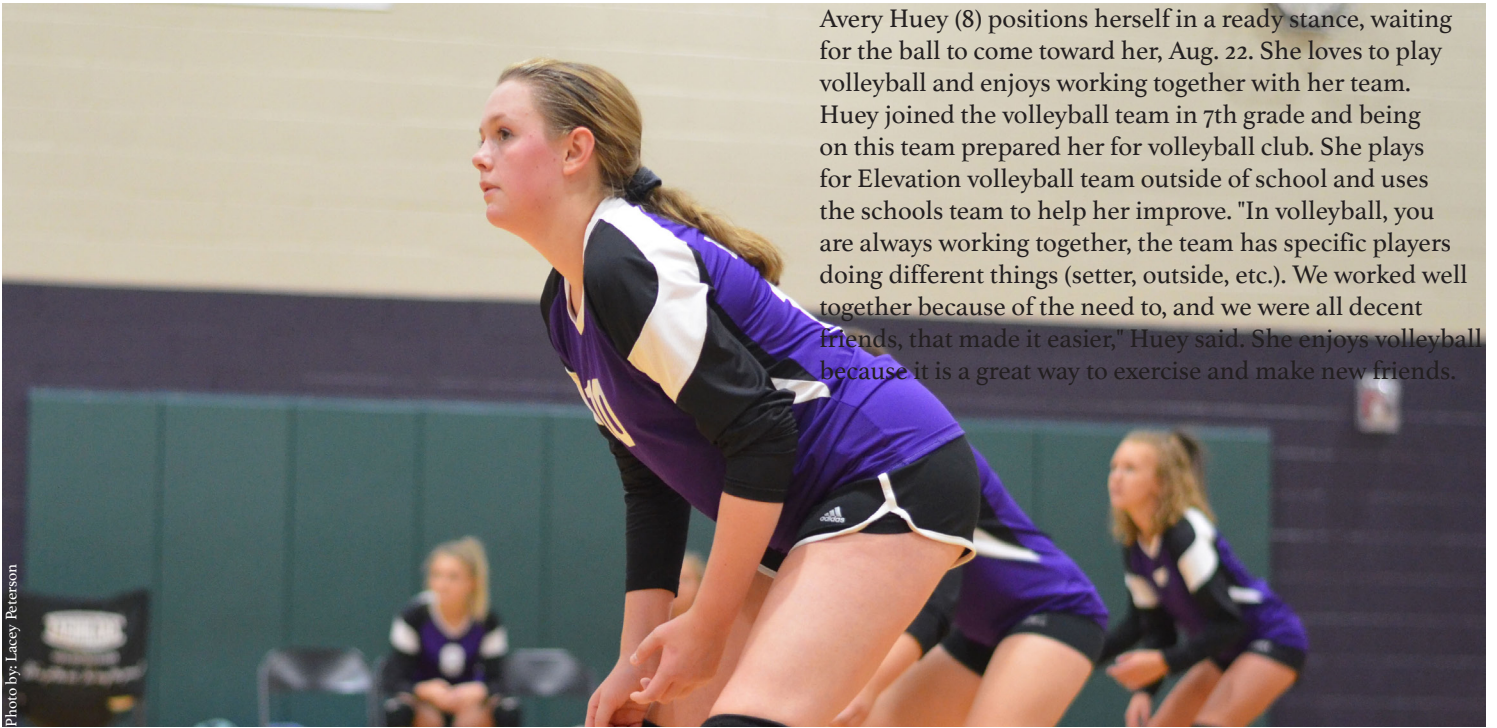 Avery Huey (8) positions herself in a ready stance, waiting
for the ball to come toward her, Aug. 22. She loves to play
volleyball and enjoys working together with her team.
Huey joined the volleyball team in 7th grade and being
on this team prepared her for volleyball club. She plays
for Elevation volleyball team outside of school and uses
the schools team to help her improve. "In volleyball, you
are always working together, the team has specific players
doing different things (setter, outside, etc.). We worked well
together because of the need to, and we were all decent
friends, that made it easier," Huey said. She enjoys volleyball
because it is a great way to exercise and make new friends.
10
adidas
Photo by: Lacey Peterson